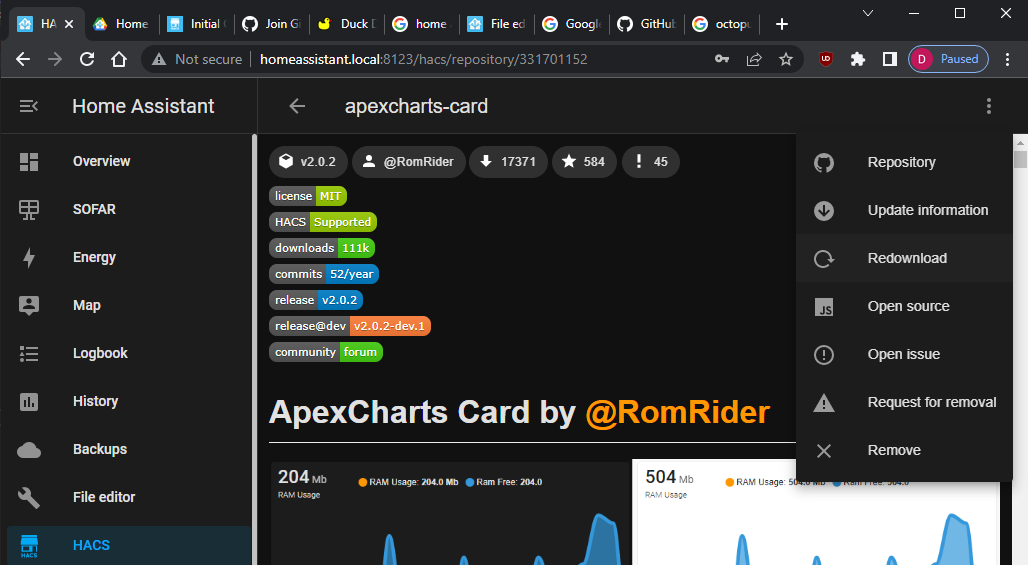 HA
Home
Initial
Join Gi
Duck D
home
File ed
Google
GitHub
octopu
Not secure
homeassistant.local:8123/hacs/repository/331701152
D
Paused
Home Assistant
apexcharts-card
Overview
SOFAR
Energy
Map
Logbook
History
Backups
File editor
HACS
HACS
v2.0.2
@RomRider
17371
584
45
license MIT
HACS Supported
downloads 111k
commits 52/year
release v2.0.2
release@dev v2.0.2-dev.1
community forum
ApexCharts Card by @RomRider
204 Mb
RAM Usage
RAM Usage: 204.0 Mb
Ram Free: 204.0
504 Mb
RAM Usage
RAM Usage: 504.0 Mb
Ram Free: 504.0
Repository
Update information
Redownload
JS
Open source
Open issue
Request for removal
Remove